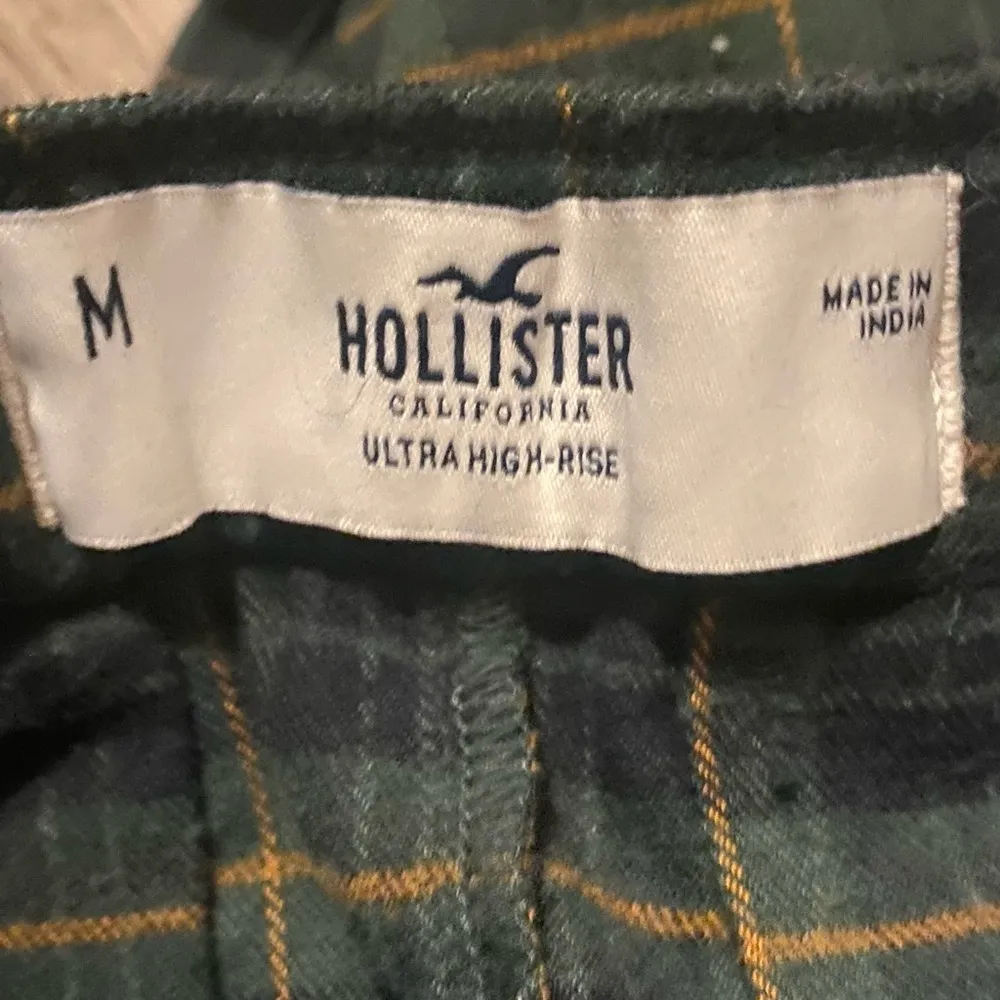 M
HOLLISTER
CALIFORNIA
ULTRA HIGH-RISE
MADE IN
INDIA